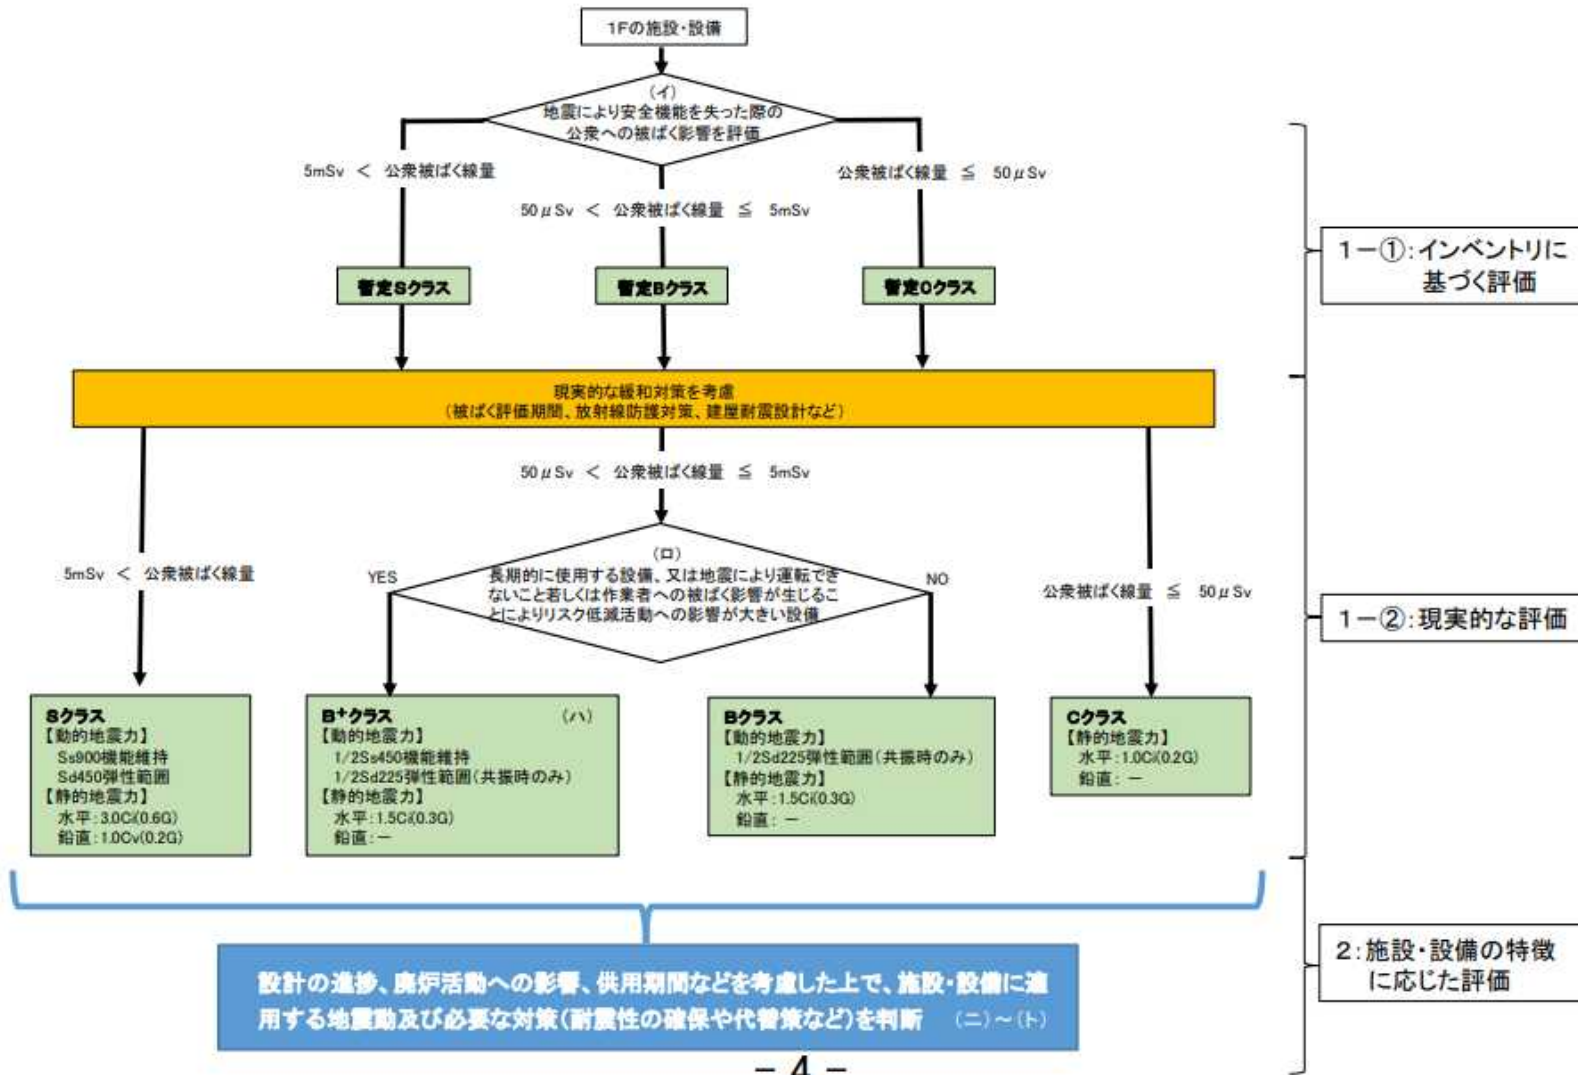 1Fの施設・設備
(イ)
地震により安全機能を失った際の
公衆への被ばく影響を評価
5mSv ＜ 公衆被ばく線量
50μSv ＜ 公衆被ばく線量 ≦ 5mSv
公衆被ばく線量 ≦ 50μSv
暫定Sクラス
暫定Bクラス
暫定Cクラス
1－①：インベントリに
基づく評価
現実的な緩和対策を考慮
(被ばく評価期間、放射線防護対策、建屋耐震設計など)
50μSv ＜ 公衆被ばく線量 ≦ 5mSv
5mSv ＜ 公衆被ばく線量
YES
(ロ)
長期的に使用する設備、又は地震により運転でき
ないこと若しくは作業者への被ばく影響が生じるこ
とによりリスク低減活動への影響が大きい設備
NO
公衆被ばく線量 ≦ 50μSv
1－②：現実的な評価
Sクラス
【動的地震力】
Ss900機能維持
Sd450弾性範囲
【静的地震力】
水平：3.0Ci(0.6G)
鉛直：1.0Cv(0.2G)
B⁺クラス (ハ)
【動的地震力】
1/2Ss450機能維持
1/2Sd225弾性範囲(共振時のみ)
【静的地震力】
水平：1.5Ci(0.3G)
鉛直：－
Bクラス
【動的地震力】
1/2Sd225弾性範囲(共振時のみ)
【静的地震力】
水平：1.5Ci(0.3G)
鉛直： －
Cクラス
【静的地震力】
水平：1.0Ci(0.2G)
鉛直： －
2：施設・設備の特徴
に応じた評価
設計の進捗、廃炉活動への影響、供用期間などを考慮した上で、施設・設備に適
用する地震動及び必要な対策(耐震性の確保や代替策など)を判断 (ニ)～(ト)
－ 4 －